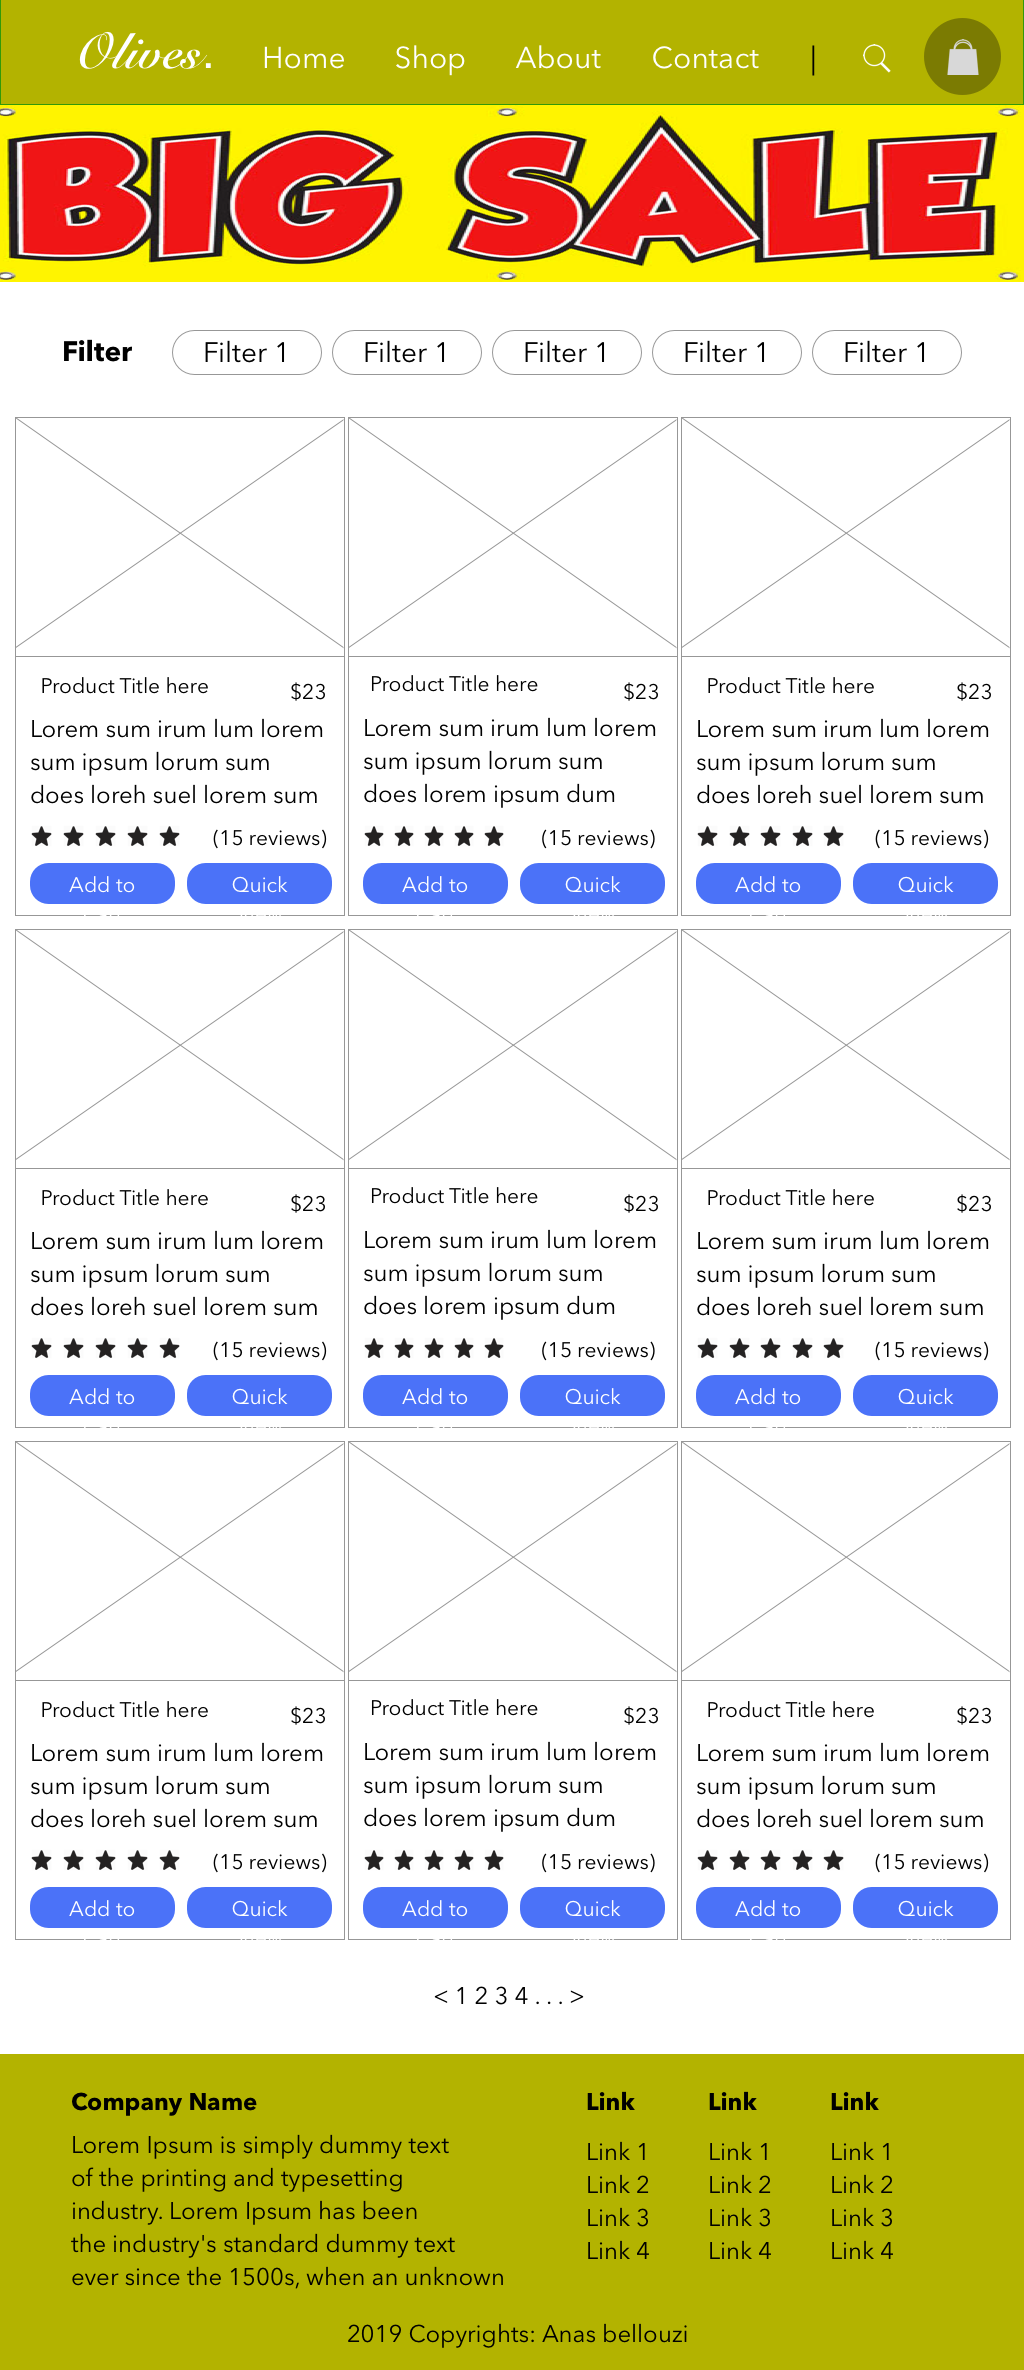 Olives. Home Shop About Contact |
BIG SALE
Filter Filter 1 Filter 1 Filter 1 Filter 1 Filter 1
Product Title here $23 Product Title here $23 Product Title here $23
Lorem sum irum lum lorem Lorem sum irum lum lorem Lorem sum irum lum lorem
sum ipsum lorum sum sum ipsum lorum sum sum ipsum lorum sum
does loreh suel lorem sum does lorem ipsum dum does loreh suel lorem sum
(15 reviews) (15 reviews) (15 reviews)
Add to Quick Add to Quick Add to Quick
Product Title here $23 Product Title here $23 Product Title here $23
Lorem sum irum lum lorem Lorem sum irum lum lorem Lorem sum irum lum lorem
sum ipsum lorum sum sum ipsum lorum sum sum ipsum lorum sum
does loreh suel lorem sum does lorem ipsum dum does loreh suel lorem sum
(15 reviews) (15 reviews) (15 reviews)
Add to Quick Add to Quick Add to Quick
Product Title here $23 Product Title here $23 Product Title here $23
Lorem sum irum lum lorem Lorem sum irum lum lorem Lorem sum irum lum lorem
sum ipsum lorum sum sum ipsum lorum sum sum ipsum lorum sum
does loreh suel lorem sum does lorem ipsum dum does loreh suel lorem sum
(15 reviews) (15 reviews) (15 reviews)
Add to Quick Add to Quick Add to Quick
< 1 2 3 4 . . . >
Company Name
Lorem Ipsum is simply dummy text
of the printing and typesetting
industry. Lorem Ipsum has been
the industry's standard dummy text
ever since the 1500s, when an unknown
Link Link Link
Link 1 Link 1 Link 1
Link 2 Link 2 Link 2
Link 3 Link 3 Link 3
Link 4 Link 4 Link 4
2019 Copyrights: Anas bellouzi